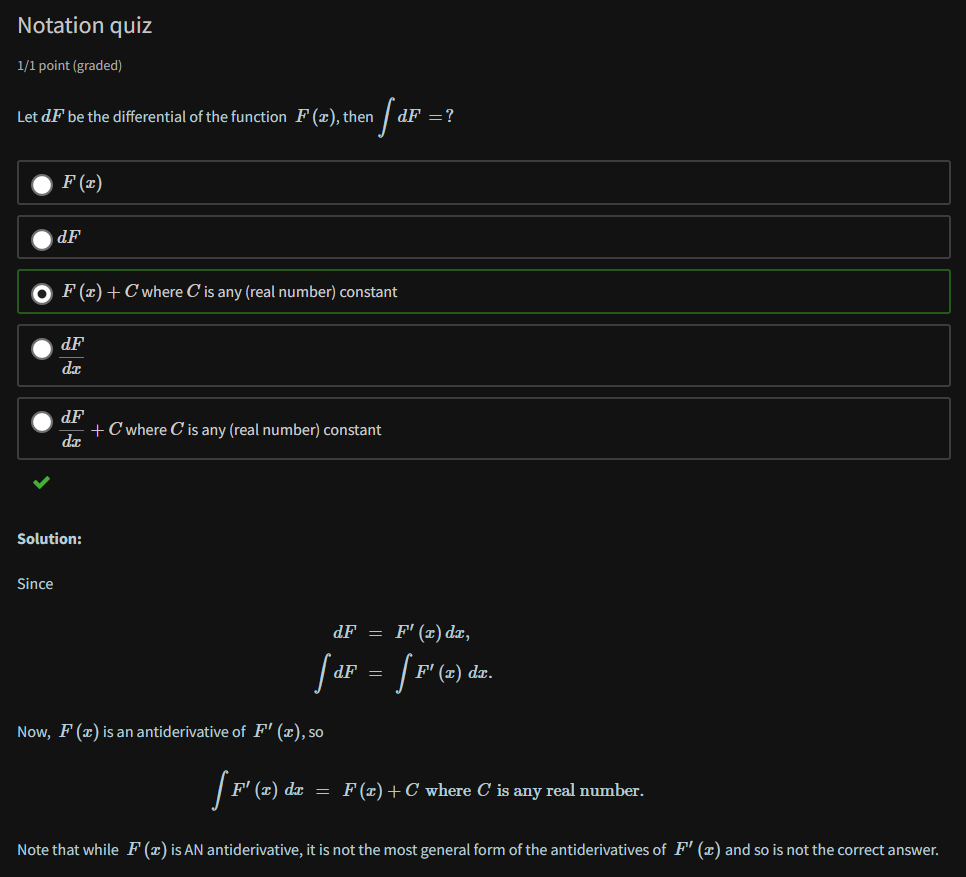 Notation quiz
1/1 point (graded)
Let dF be the differential of the function F (x), then ∫ dF =?
F (x)
dF
F (x) + C where C is any (real number) constant
dF/dx
dF/dx + C where C is any (real number) constant
Solution:
Since
dF = F′ (x) dx,
∫ dF = ∫ F′ (x) dx.
Now, F (x) is an antiderivative of F′ (x), so
∫ F′ (x) dx = F (x) + C where C is any real number.
Note that while F (x) is AN antiderivative, it is not the most general form of the antiderivatives of F′ (x) and so is not the correct answer.